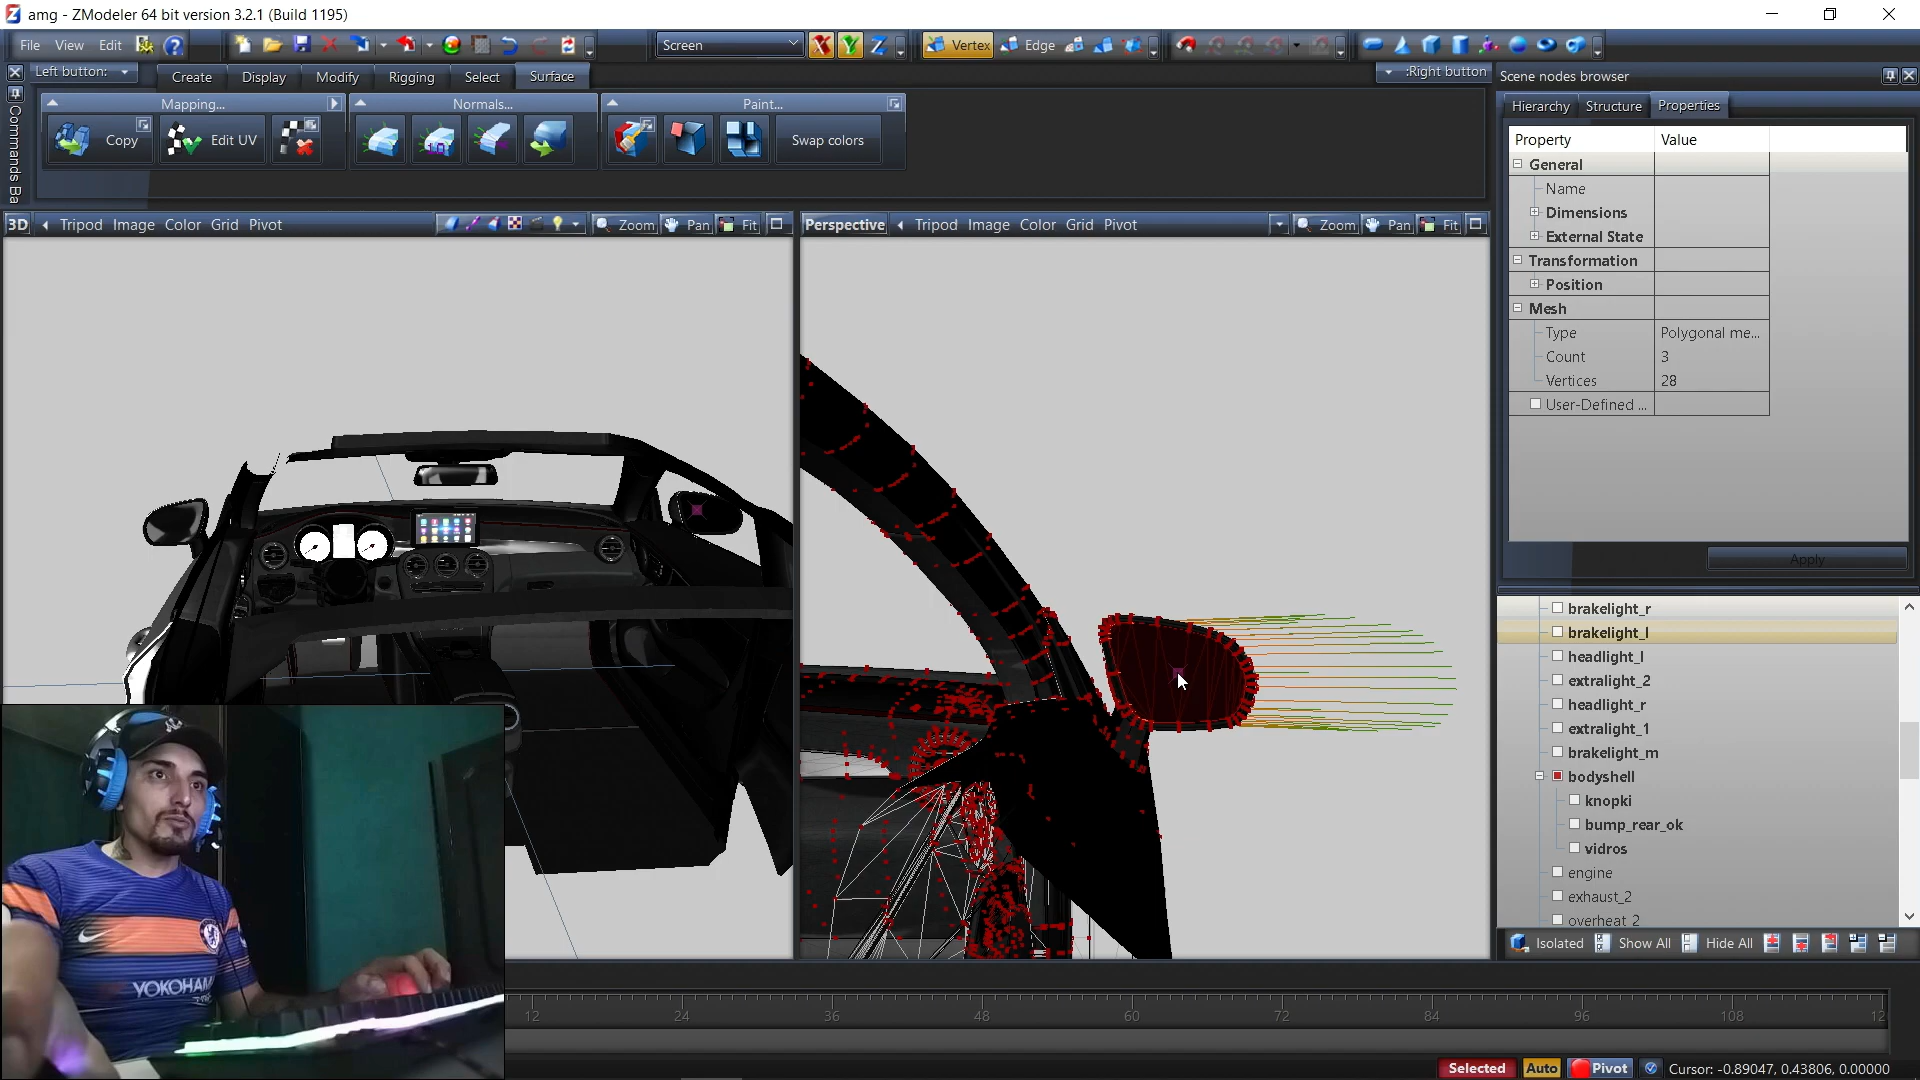 amg - ZModeler 64 bit version 3.2.1 (Build 1195)
File View Edit
Screen
X Y Z
Vertex
Edge
Left button:
Create
Display
Modify
Rigging
Select
Surface
:Right button
Scene nodes browser
Commands Ba
Mapping...
Normals...
Paint...
Copy
Edit UV
Swap colors
Hierarchy
Structure
Properties
Property Value
General
Name
Dimensions
External State
Transformation
Position
Mesh
Type Polygonal me...
Count 3
Vertices 28
User-Defined ...
Apply
3D Tripod Image Color Grid Pivot
Zoom Pan Fit
Perspective Tripod Image Color Grid Pivot
Zoom Pan Fit
brakelight_r
brakelight_l
headlight_l
extralight_2
headlight_r
extralight_1
brakelight_m
bodyshell
knopki
bump_rear_ok
vidros
engine
exhaust_2
overheat_2
Isolated Show All Hide All
YOKOHAM
12 24 36 48 60 72 84 96 108 12
Selected Auto Pivot Cursor: -0.89047, 0.43806, 0.00000